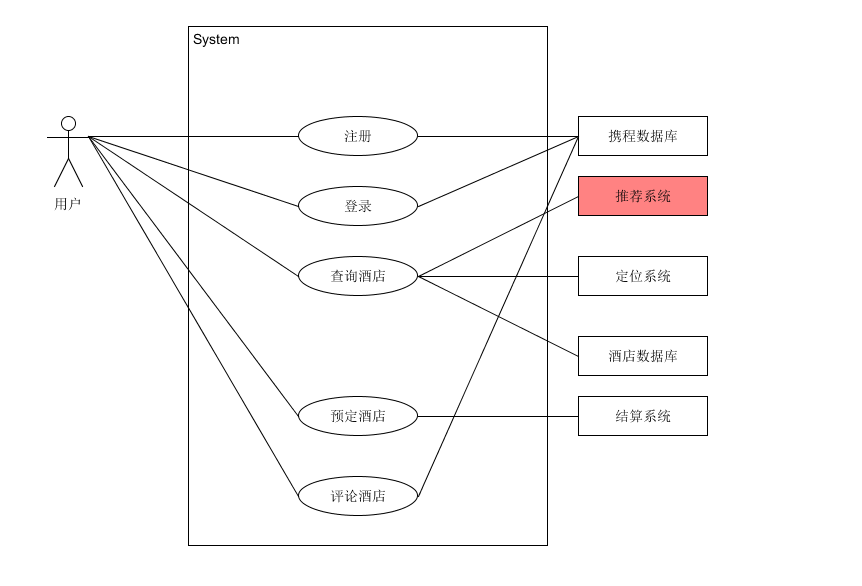 System
注册
携程数据库
推荐系统
用户
登录
查询酒店
定位系统
酒店数据库
预定酒店
结算系统
评论酒店